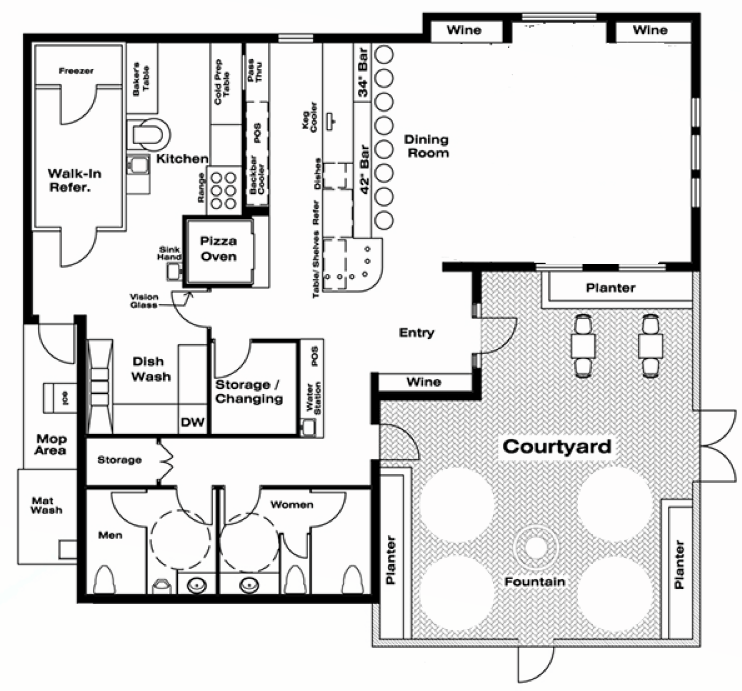 Wine
Wine
Freezer
Baker's
Table
Cold Prep
Table
Pass
Thru
34" Bar
Keg
Cooler
POS
Dining
Room
Kitchen
Walk-In
Refer.
Range
Backbar
Cooler
Dishes
42" Bar
Refer
Table/ Shelves
Pizza
Oven
Sink
Hand
Vision
Glass
Planter
Entry
Dish
Wash
Storage /
Changing
POS
Water
Station
Wine
DW
Mop
Area
Storage
Courtyard
Mat
Wash
Men
Women
Planter
Fountain
Planter